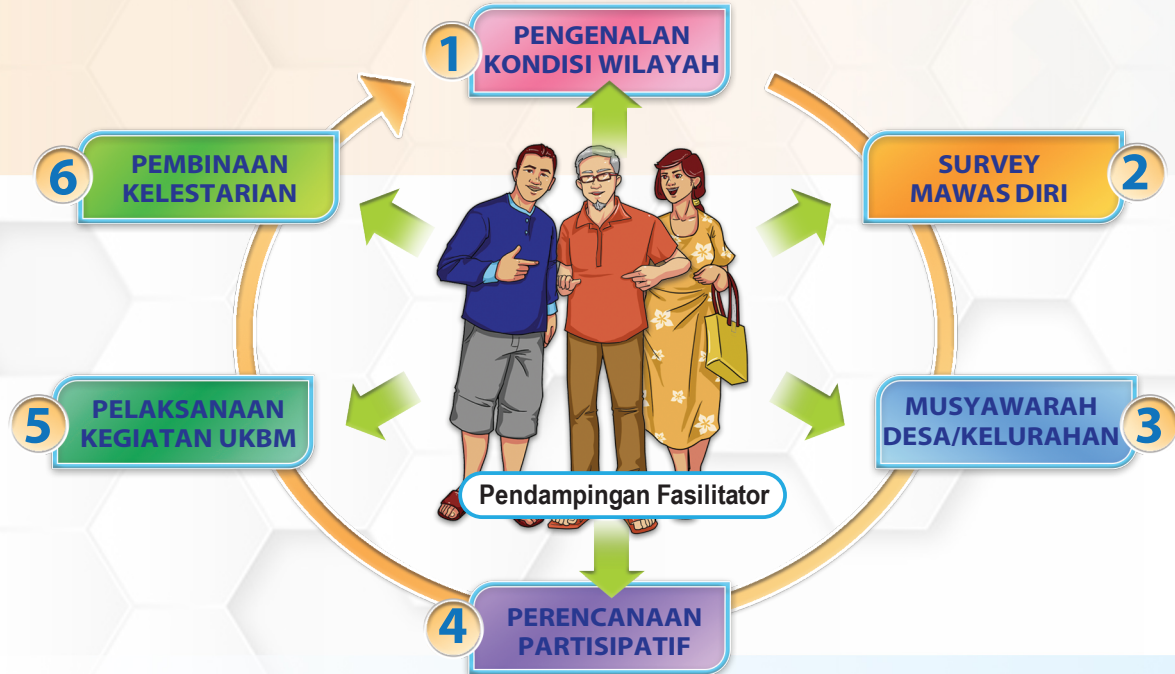 1
PENGENALAN
KONDISI WILAYAH
2
SURVEY
MAWAS DIRI
3
MUSYAWARAH
DESA/KELURAHAN
4
PERENCANAAN
PARTISIPATIF
5
PELAKSANAAN
KEGIATAN UKBM
6
PEMBINAAN
KELESTARIAN
Pendampingan Fasilitator